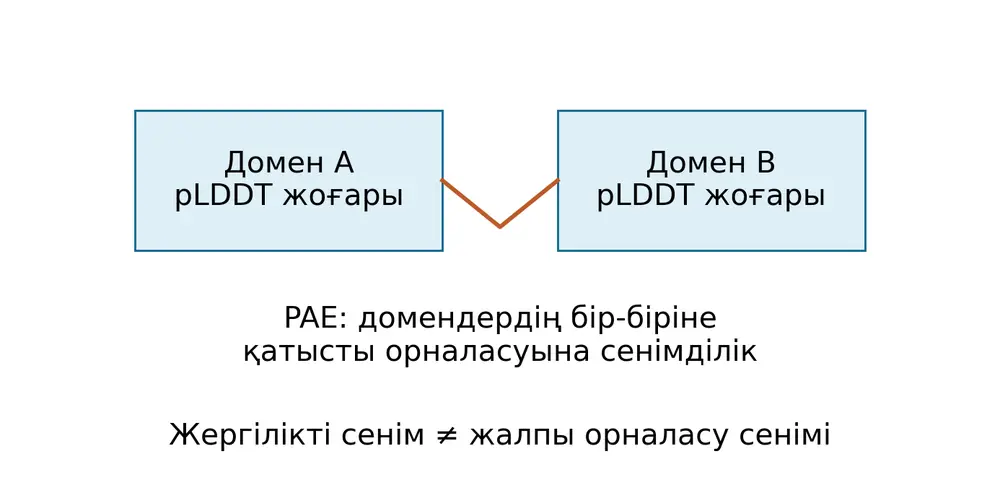 Домен A
pLDDT жоғары
Домен B
pLDDT жоғары
PAE: домендердің бір-біріне
қатысты орналасуына сенімділік
Жергілікті сенім ≠ жалпы орналасу сенімі